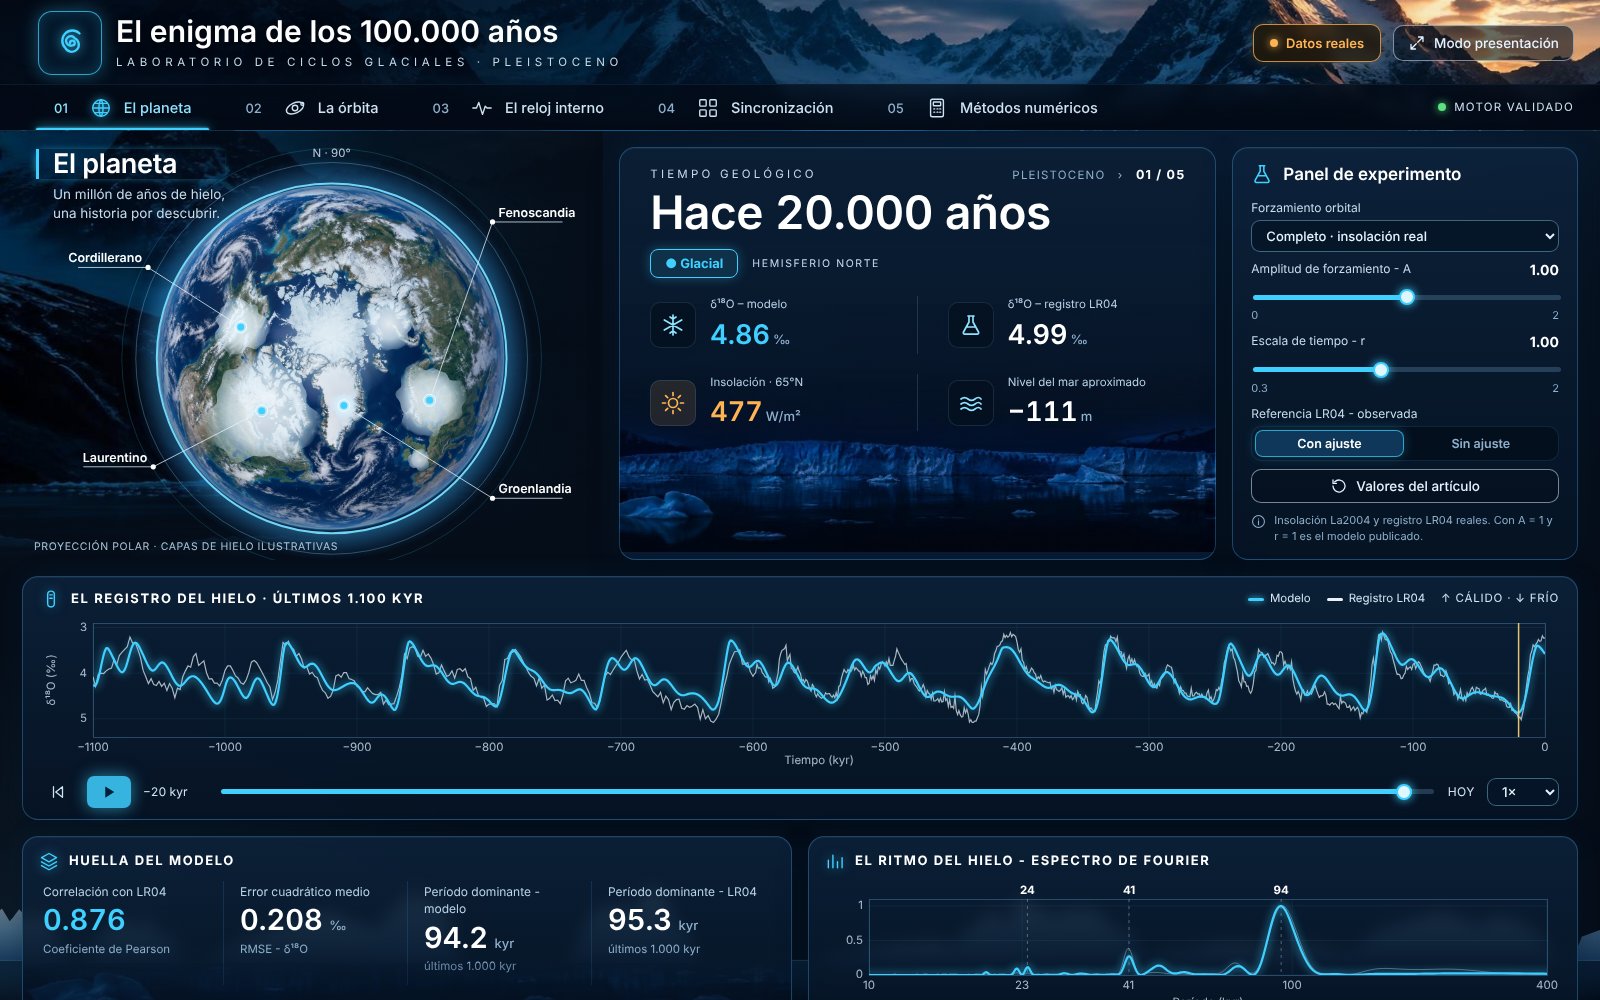 El enigma de los 100.000 años
LABORATORIO DE CICLOS GLACIALES · PLEISTOCENO
Datos reales
Modo presentación
01 El planeta
02 La órbita
03 El reloj interno
04 Sincronización
05 Métodos numéricos
MOTOR VALIDADO
El planeta
Un millón de años de hielo,
una historia por descubrir.
N · 90°
Fenoscandia
Cordillerano
Laurentino
Groenlandia
PROYECCIÓN POLAR · CAPAS DE HIELO ILUSTRATIVAS
TIEMPO GEOLÓGICO
PLEISTOCENO › 01 / 05
Hace 20.000 años
Glacial
HEMISFERIO NORTE
δ¹⁸O – modelo
4.86 ‰
δ¹⁸O – registro LR04
4.99 ‰
Insolación · 65°N
477 W/m²
Nivel del mar aproximado
−111 m
Panel de experimento
Forzamiento orbital
Completo · insolación real
Amplitud de forzamiento - A 1.00
0 2
Escala de tiempo - r 1.00
0.3 2
Referencia LR04 - observada
Con ajuste Sin ajuste
Valores del artículo
Insolación La2004 y registro LR04 reales. Con A = 1 y
r = 1 es el modelo publicado.
EL REGISTRO DEL HIELO · ÚLTIMOS 1.100 KYR
Modelo Registro LR04 ↑ CÁLIDO · ↓ FRÍO
δ¹⁸O (‰)
3
4
5
−1100 −1000 −900 −800 −700 −600 −500 −400 −300 −200 −100 0
Tiempo (kyr)
−20 kyr
HOY
1×
HUELLA DEL MODELO
Correlación con LR04
0.876
Coeficiente de Pearson
Error cuadrático medio
0.208 ‰
RMSE - δ¹⁸O
Período dominante -
modelo
94.2 kyr
últimos 1.000 kyr
Período dominante - LR04
95.3 kyr
últimos 1.000 kyr
EL RITMO DEL HIELO - ESPECTRO DE FOURIER
24 41 94
1
0.5
0
10 23 41 100 400